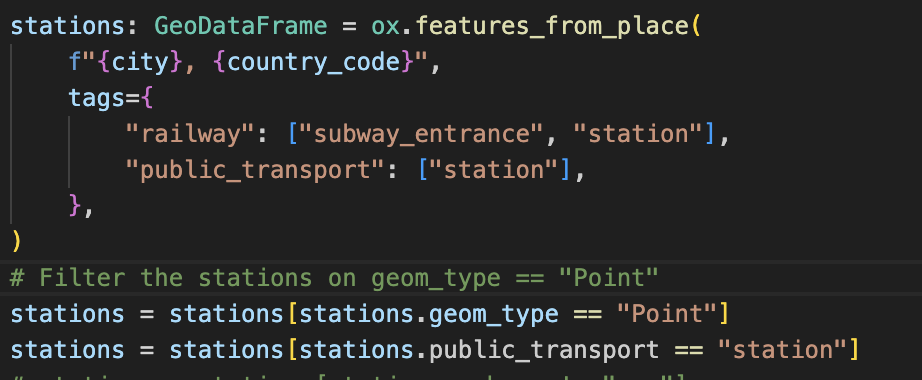 stations: GeoDataFrame = ox.features_from_place(
    f"{city}, {country_code}",
    tags={
        "railway": ["subway_entrance", "station"],
        "public_transport": ["station"],
    },
)
# Filter the stations on geom_type == "Point"
stations = stations[stations.geom_type == "Point"]
stations = stations[stations.public_transport == "station"]